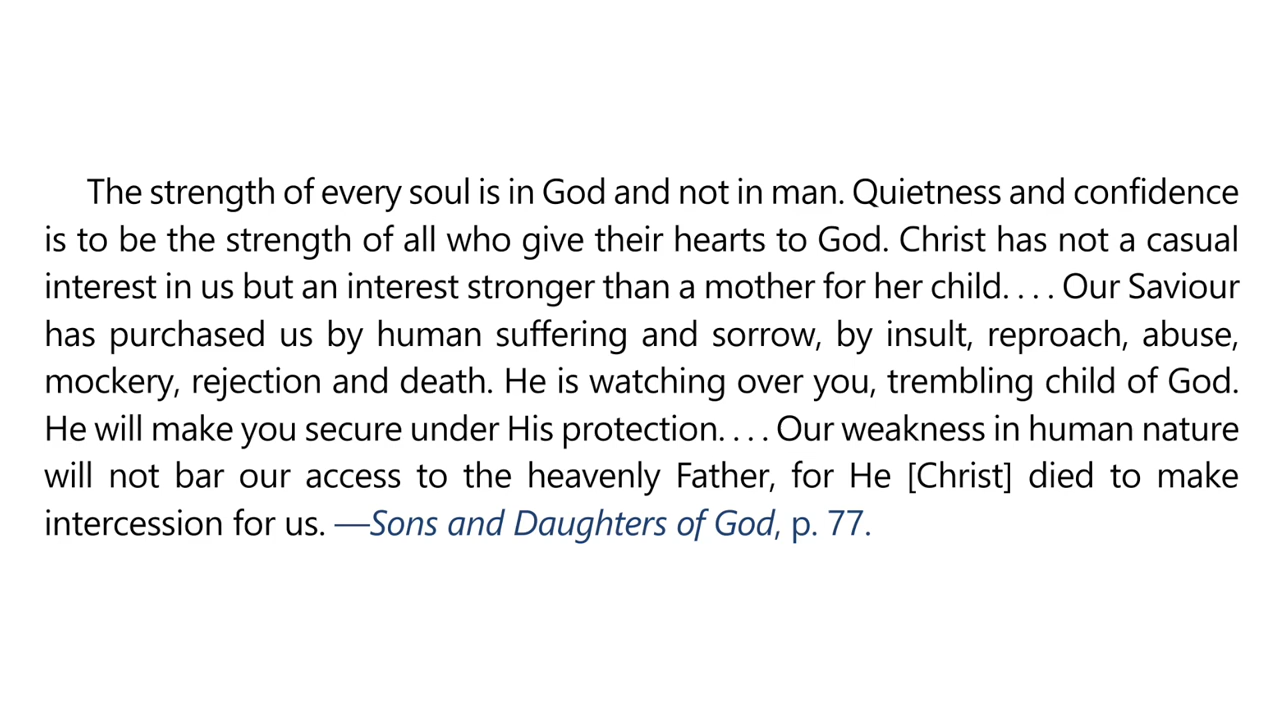 The strength of every soul is in God and not in man. Quietness and confidence
is to be the strength of all who give their hearts to God. Christ has not a casual
interest in us but an interest stronger than a mother for her child. . . . Our Saviour
has purchased us by human suffering and sorrow, by insult, reproach, abuse,
mockery, rejection and death. He is watching over you, trembling child of God.
He will make you secure under His protection. . . . Our weakness in human nature
will not bar our access to the heavenly Father, for He [Christ] died to make
intercession for us. —Sons and Daughters of God, p. 77.